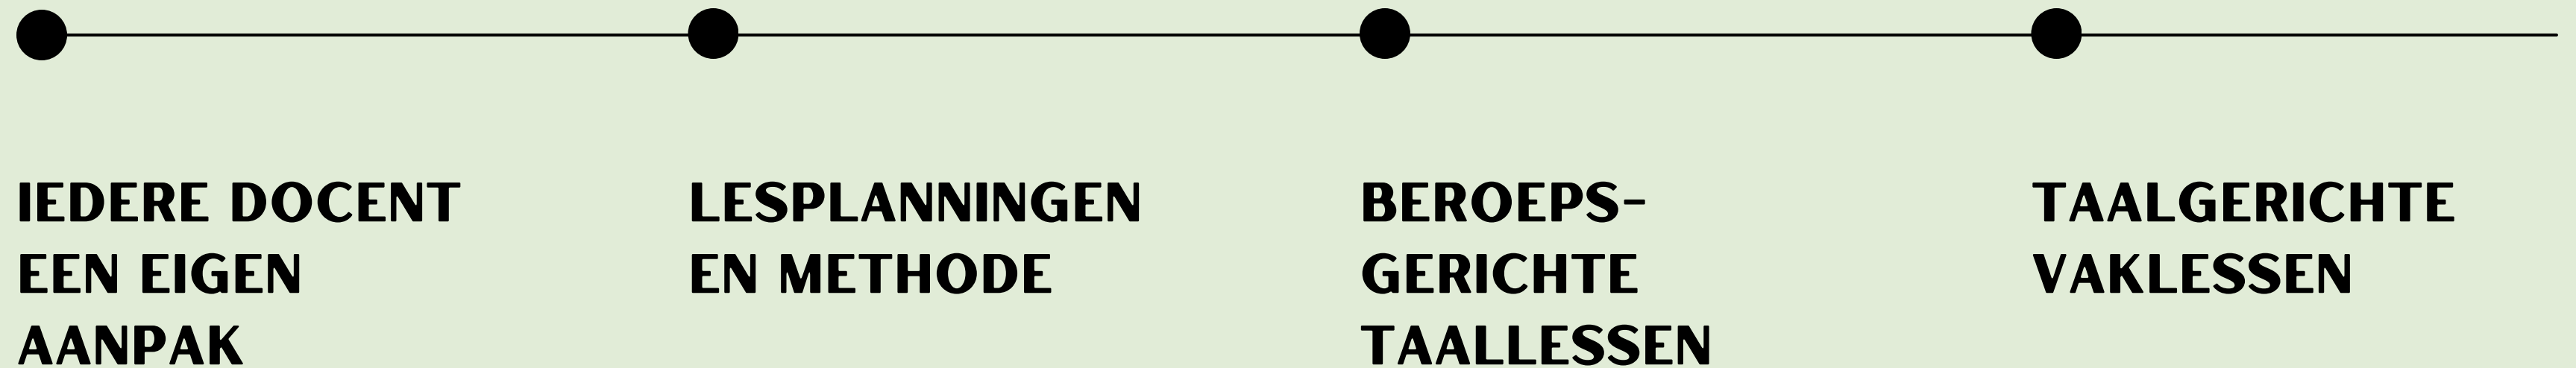 IEDERE DOCENT
EEN EIGEN
AANPAK
LESPLANNINGEN
EN METHODE
BEROEPS-
GERICHTE
TAALLESSEN
TAALGERICHTE
VAKLESSEN